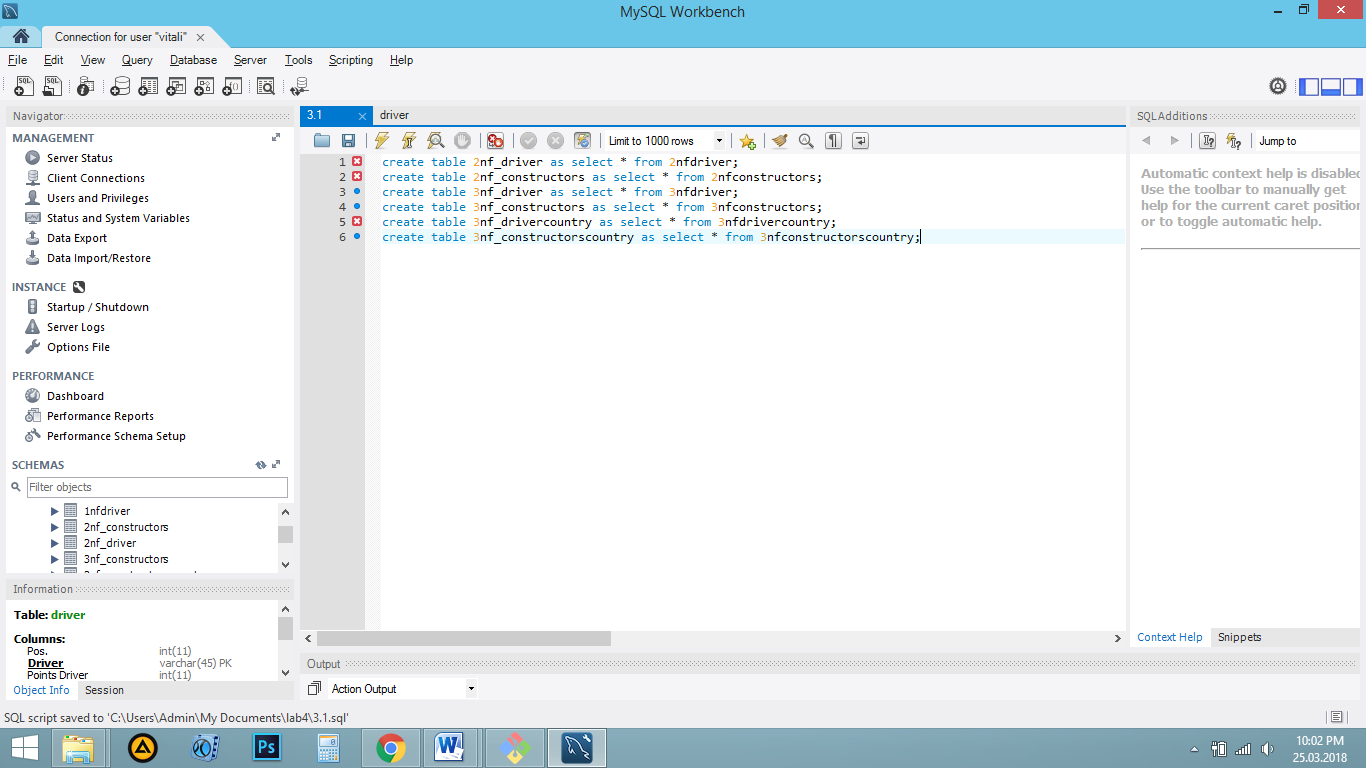 MySQL Workbench
Connection for user "vitali"
File Edit View Query Database Server Tools Scripting Help
Navigator
MANAGEMENT
Server Status
Client Connections
Users and Privileges
Status and System Variables
Data Export
Data Import/Restore
INSTANCE
Startup / Shutdown
Server Logs
Options File
PERFORMANCE
Dashboard
Performance Reports
Performance Schema Setup
SCHEMAS
Filter objects
1nfdriver
2nf_constructors
2nf_driver
3nf_constructors
Information
Table: driver
Columns:
Pos. int(11)
Driver varchar(45) PK
Points Driver int(11)
Object Info Session
3.1 driver
Limit to 1000 rows
1 create table 2nf_driver as select * from 2nfdriver;
2 create table 2nf_constructors as select * from 2nfconstructors;
3 create table 3nf_driver as select * from 3nfdriver;
4 create table 3nf_constructors as select * from 3nfconstructors;
5 create table 3nf_drivercountry as select * from 3nfdrivercountry;
6 create table 3nf_constructorscountry as select * from 3nfconstructorscountry;
Output
Action Output
SQL Additions
Jump to
Automatic context help is disabled
Use the toolbar to manually get
help for the current caret position
or to toggle automatic help.
Context Help Snippets
SQL script saved to 'C:\Users\Admin\My Documents\lab4\3.1.sql'
10:02 PM
25.03.2018